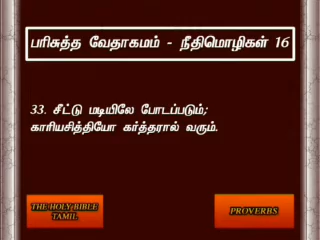 பரிசுத்த வேதாகமம் - நீதிமொழிகள் 16
33. சீட்டு மடியிலே போடப்படும்;
காரியசித்தியோ கர்த்தரால் வரும்.
THE HOLY BIBLE
TAMIL
PROVERBS